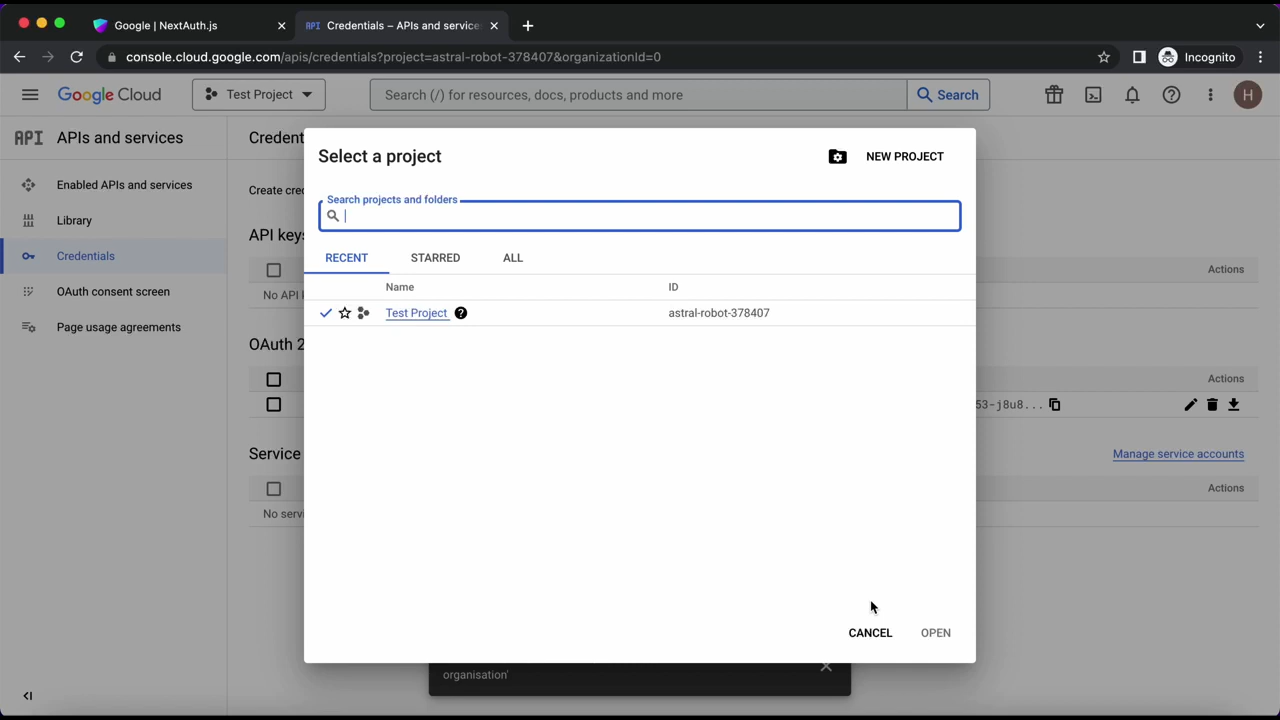 Google | NextAuth.js
API Credentials – APIs and service
console.cloud.google.com/apis/credentials?project=astral-robot-378407&organizationId=0
Incognito
Google Cloud
Test Project
Search (/) for resources, docs, products and more
Search
H
API APIs and services
Enabled APIs and services
Library
Credentials
OAuth consent screen
Page usage agreements
Credent
Create cre
API keys
Actions
No API
OAuth 2
Actions
53-j8u8...
Service
Manage service accounts
Actions
No servi
Select a project
NEW PROJECT
Search projects and folders
RECENT
STARRED
ALL
Name
ID
Test Project
astral-robot-378407
CANCEL
OPEN
organisation'